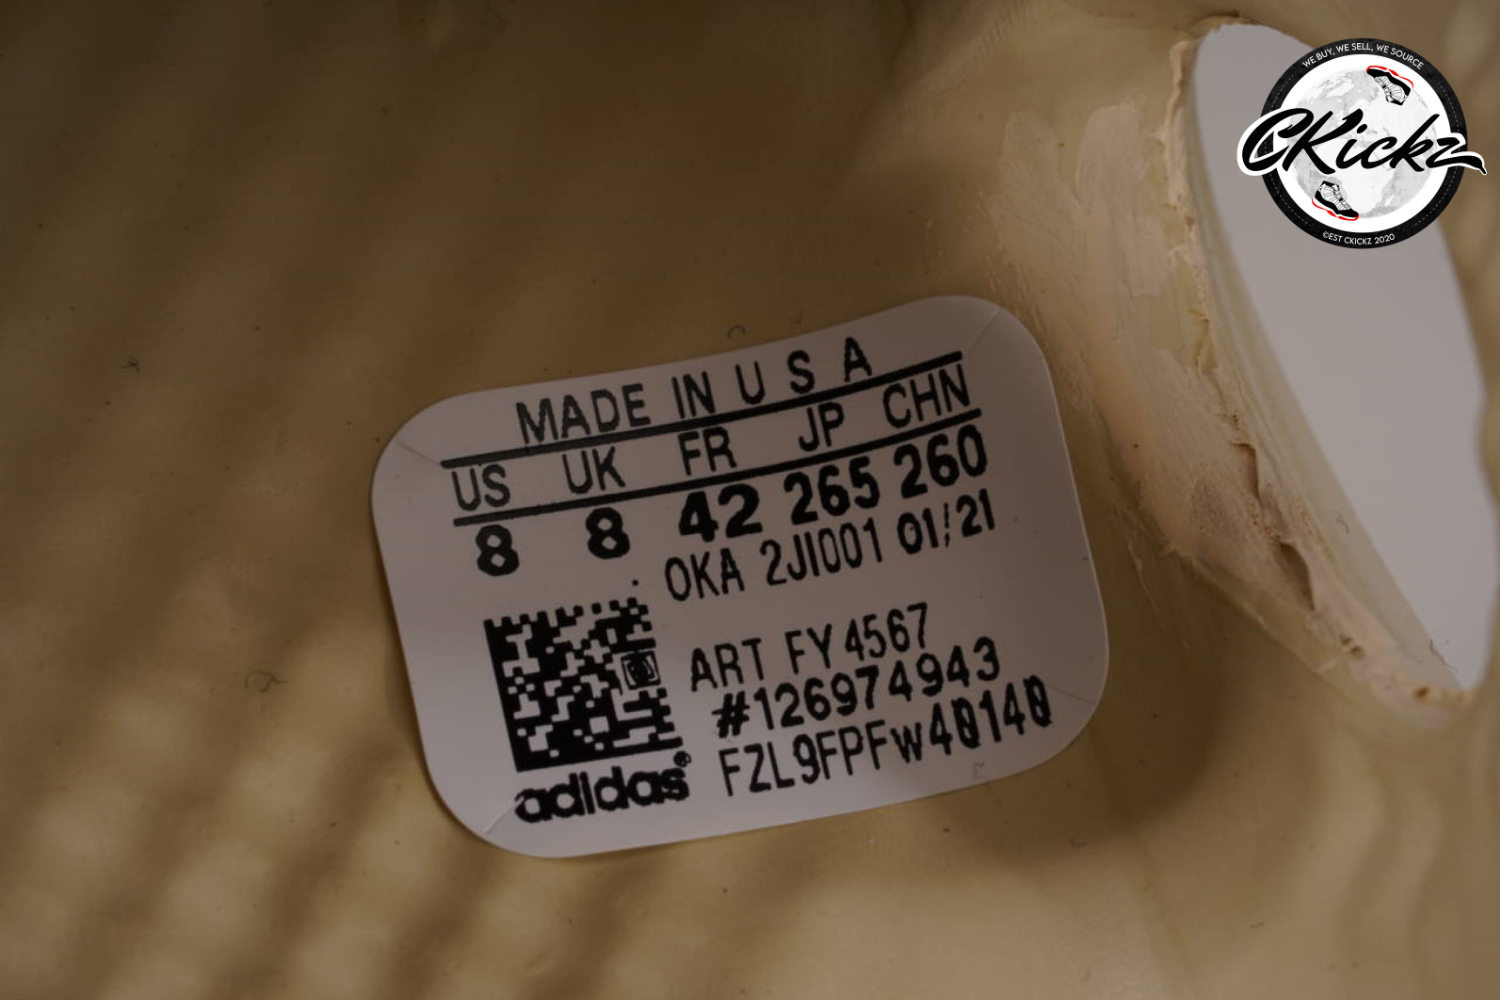 WE BUY, WE SELL, WE SOURCE
CKickz
©EST CKICKZ 2020
MADE IN U S A
US UK FR JP CHN
8 8 42 265 260
OKA 2JI001 01/21
ART FY4567
#126974943
FZL9FPFw40140
adidas®